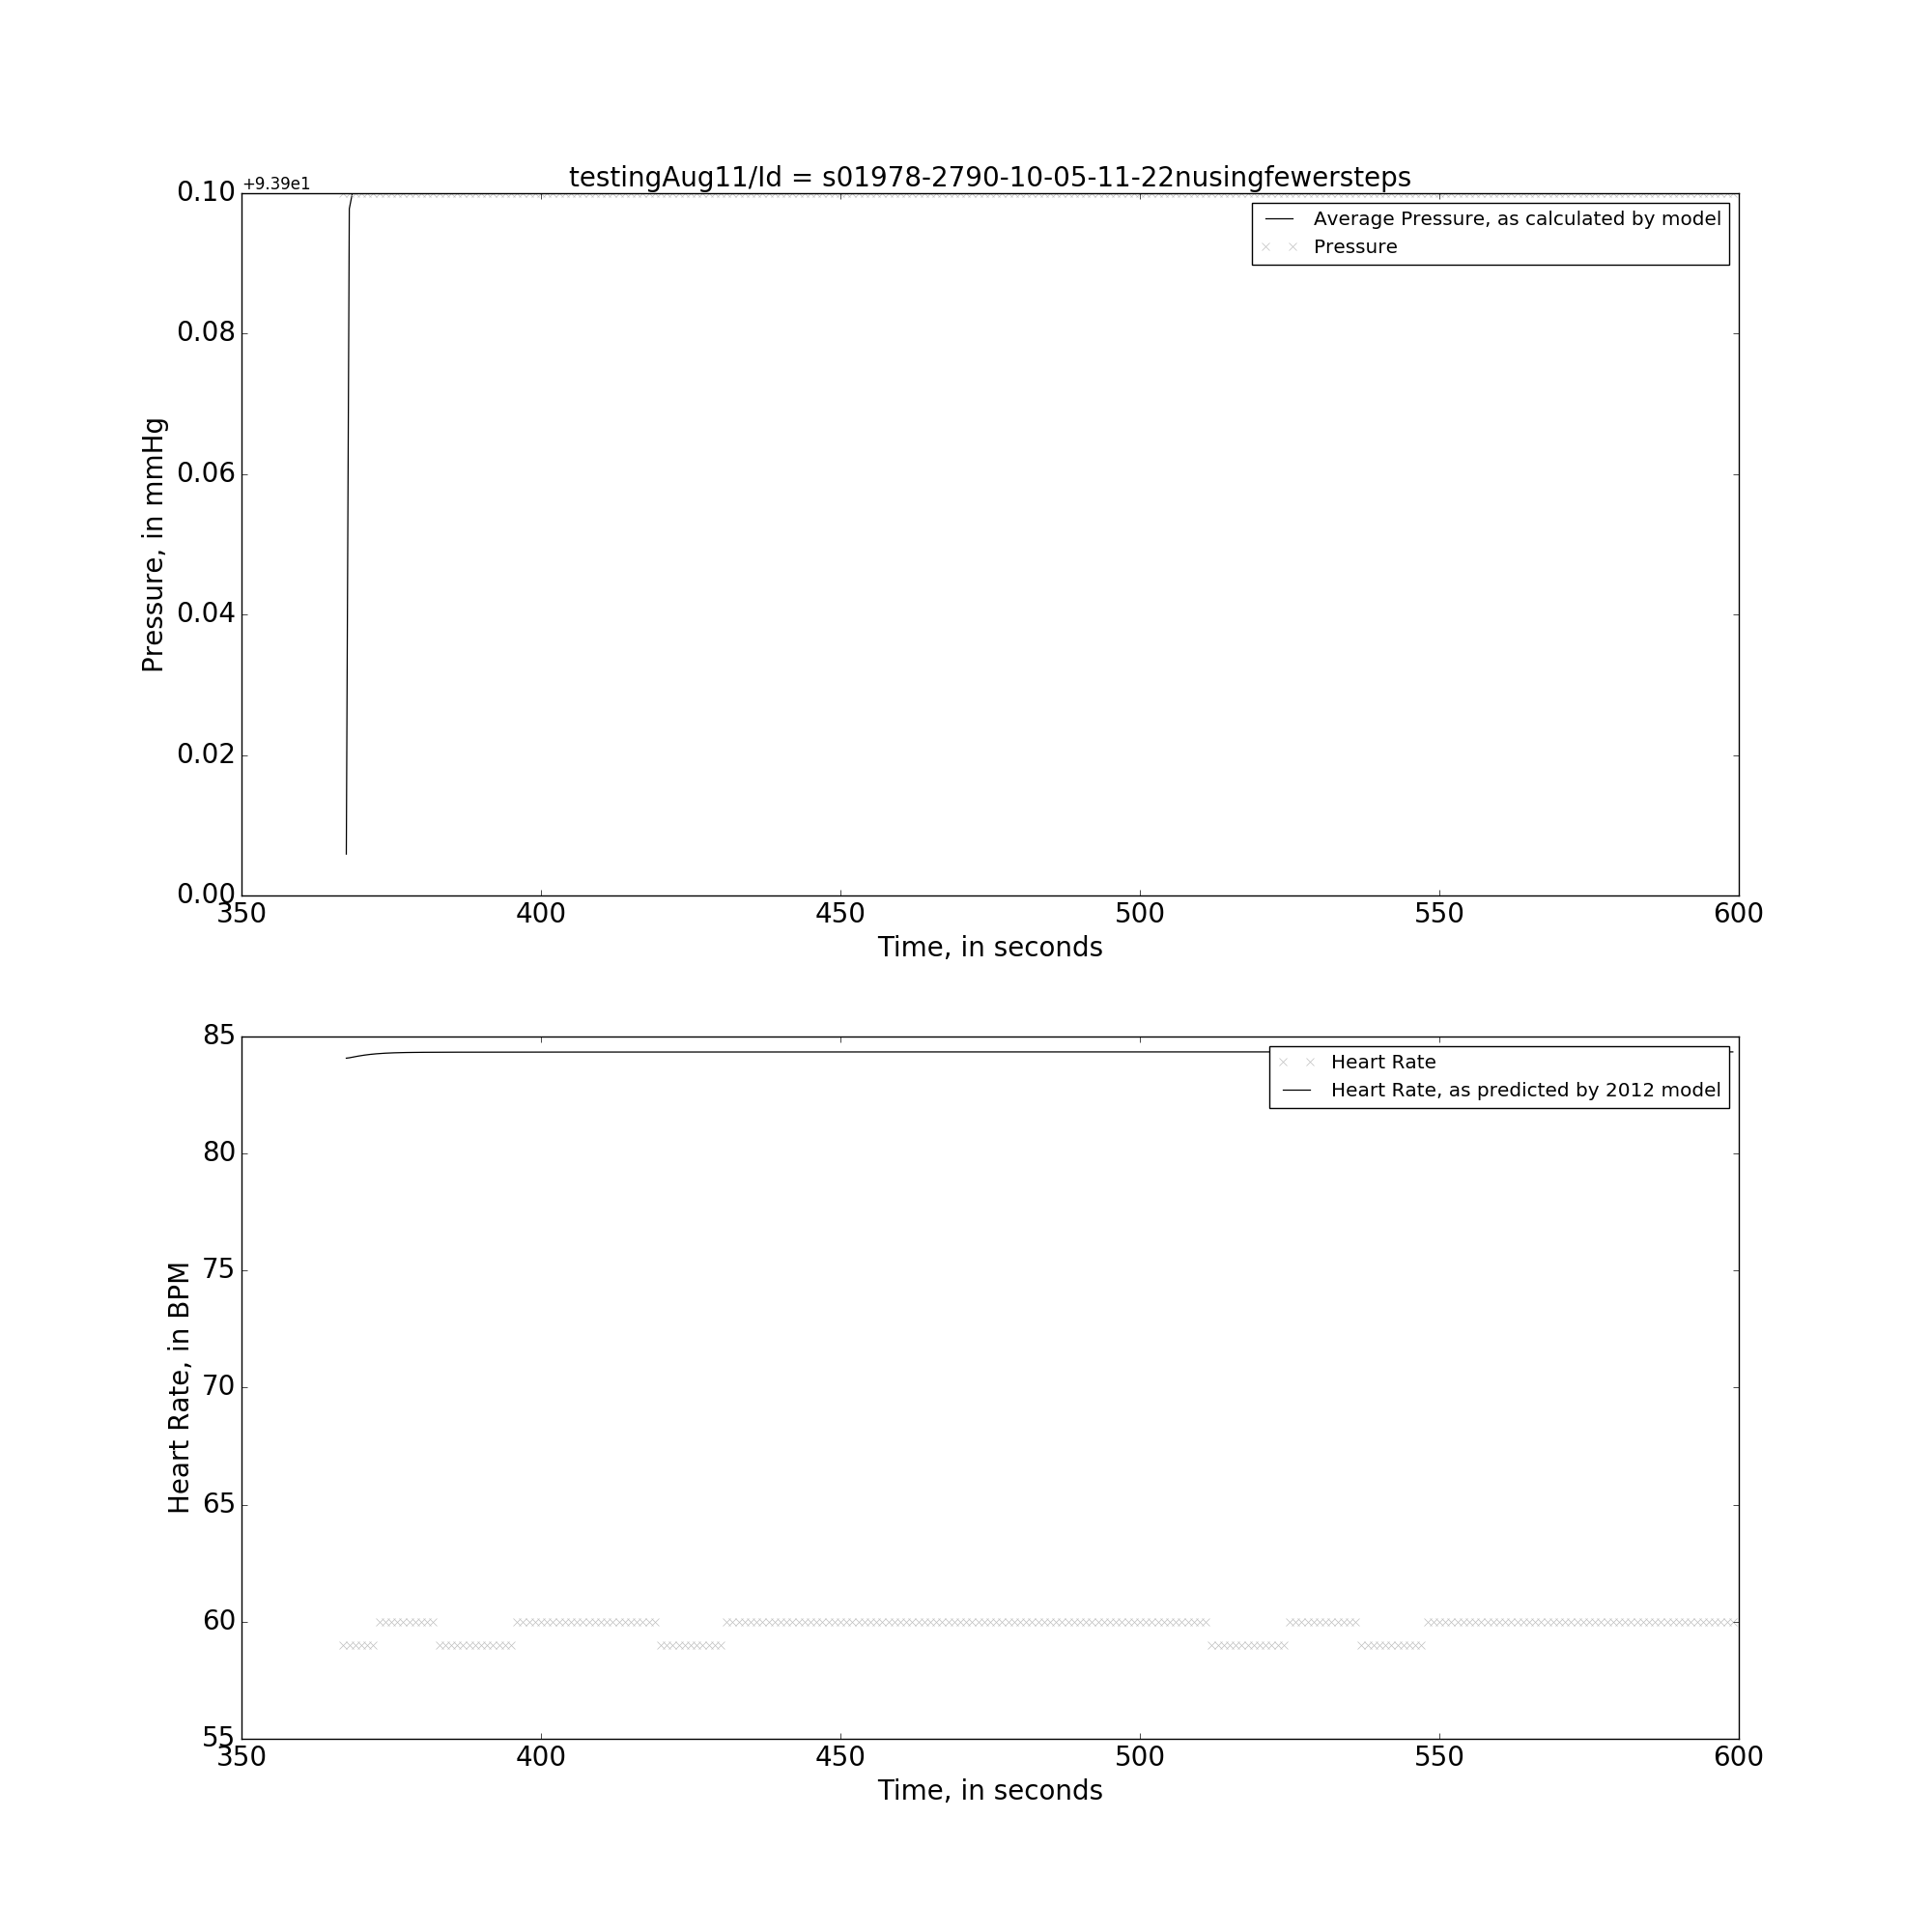 testingAug11/Id = s01978-2790-10-05-11-22nusingfewersteps
+9.39e1
0.10
0.08
0.06
0.04
0.02
0.00
Pressure, in mmHg
Average Pressure, as calculated by model
Pressure
350 400 450 500 550 600
Time, in seconds
85
80
75
70
65
60
55
Heart Rate, in BPM
Heart Rate
Heart Rate, as predicted by 2012 model
350 400 450 500 550 600
Time, in seconds